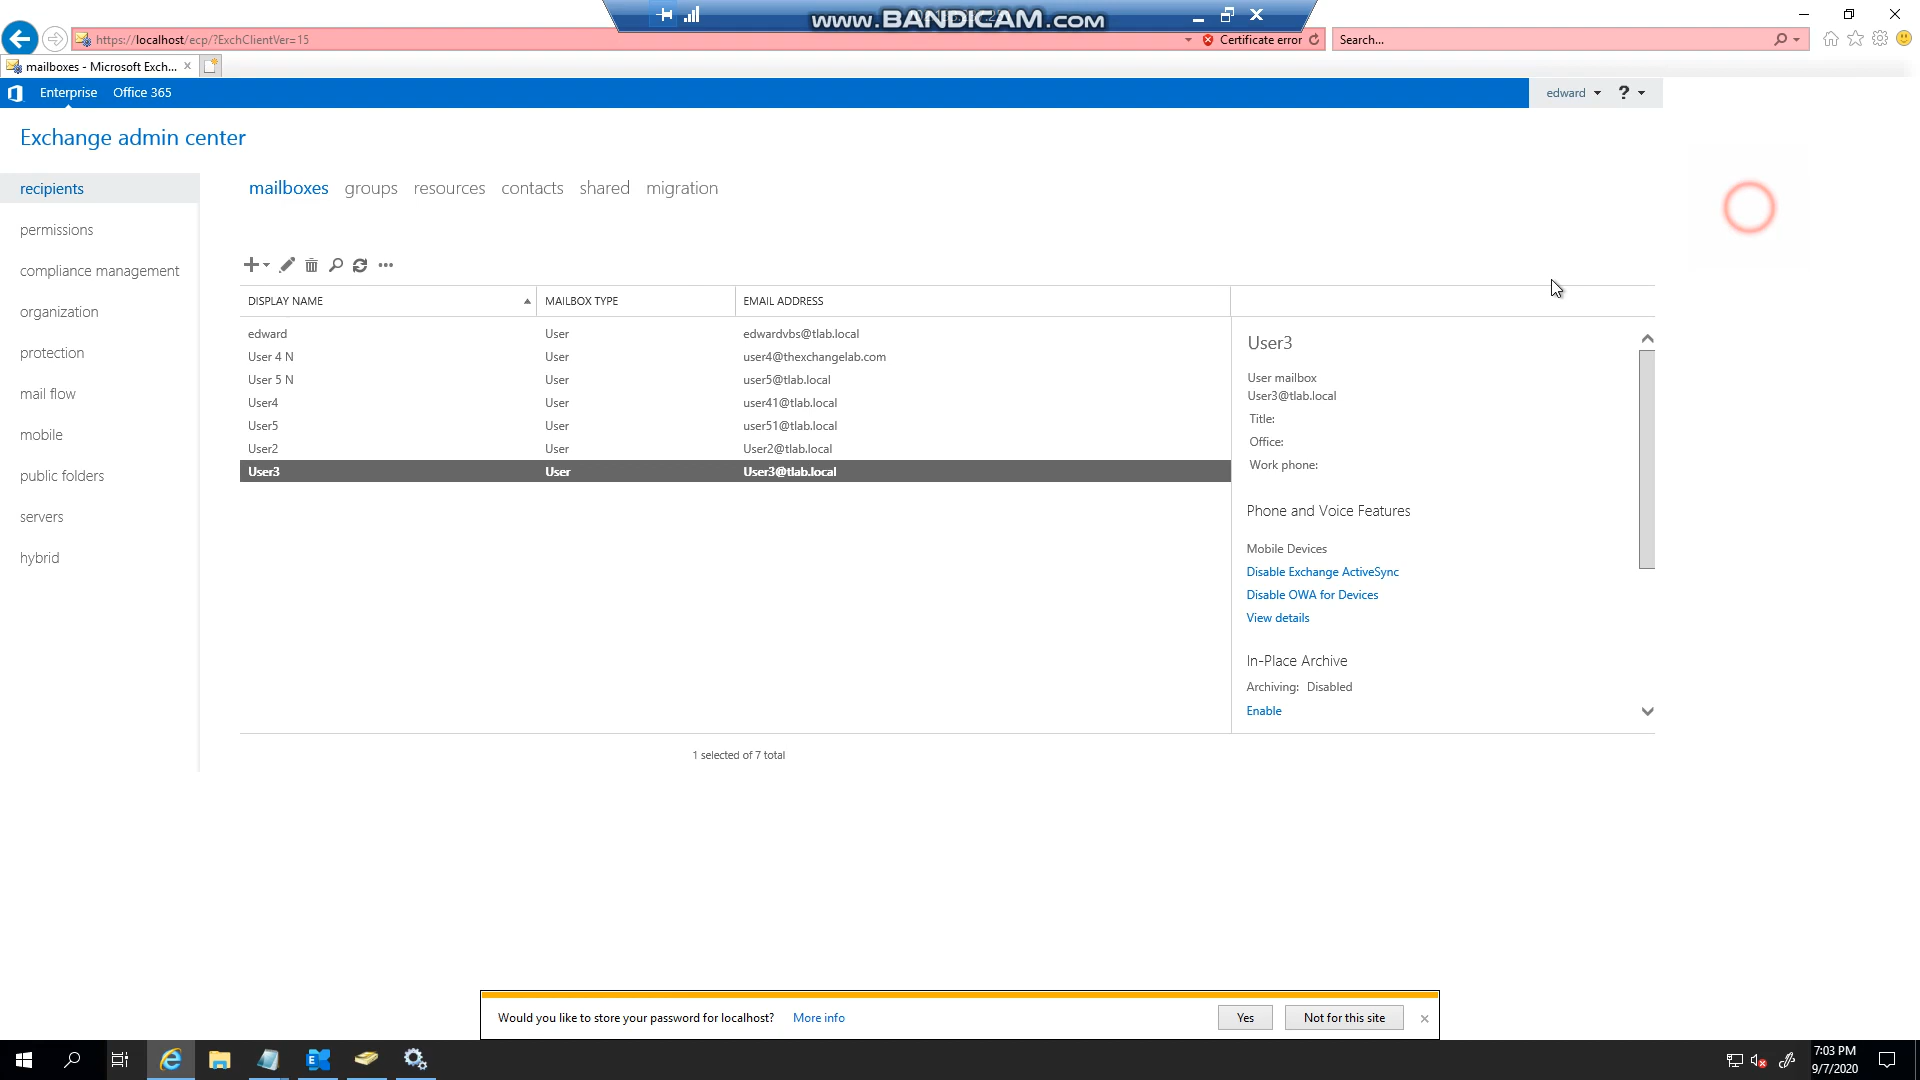 www.BANDICAM.com
https://localhost/ecp/?ExchClientVer=15
Certificate error
Search...
mailboxes - Microsoft Exch...
Enterprise
Office 365
edward
?
Exchange admin center
recipients
permissions
compliance management
organization
protection
mail flow
mobile
public folders
servers
hybrid
mailboxes groups resources contacts shared migration
DISPLAY NAME MAILBOX TYPE EMAIL ADDRESS
edward User edwardvbs@tlab.local
User 4 N User user4@thexchangelab.com
User 5 N User user5@tlab.local
User4 User user41@tlab.local
User5 User user51@tlab.local
User2 User User2@tlab.local
User3 User User3@tlab.local
1 selected of 7 total
User3
User mailbox
User3@tlab.local
Title:
Office:
Work phone:
Phone and Voice Features
Mobile Devices
Disable Exchange ActiveSync
Disable OWA for Devices
View details
In-Place Archive
Archiving: Disabled
Enable
Would you like to store your password for localhost? More info
Yes
Not for this site
7:03 PM
9/7/2020